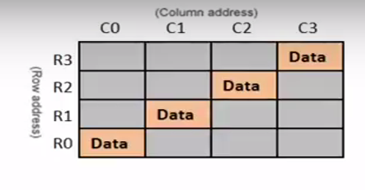 (Column address)
C0 C1 C2 C3
(Row address)
R3 Data
R2 Data
R1 Data
R0 Data